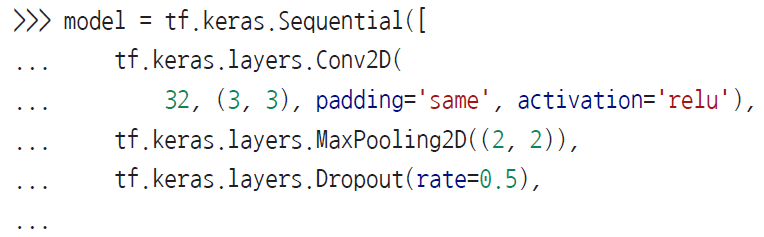 >>> model = tf.keras.Sequential([
...     tf.keras.layers.Conv2D(
...         32, (3, 3), padding='same', activation='relu'),
...     tf.keras.layers.MaxPooling2D((2, 2)),
...     tf.keras.layers.Dropout(rate=0.5),
...